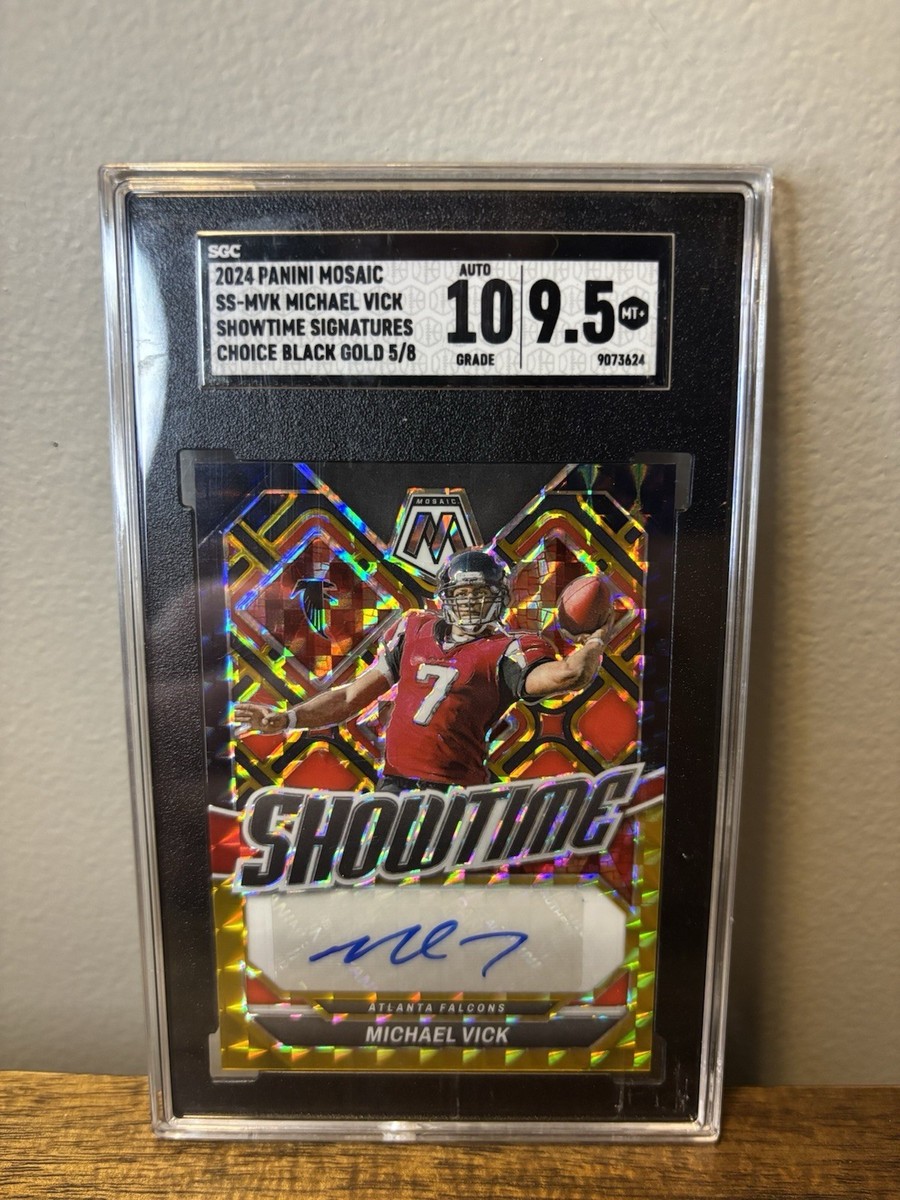 SGC
2024 PANINI MOSAIC
SS-MVK MICHAEL VICK
SHOWTIME SIGNATURES
CHOICE BLACK GOLD 5/8
AUTO
10
GRADE
9.5 MT+
9073624
MOSAIC
M
7
SHOWTIME
ATLANTA FALCONS
MICHAEL VICK